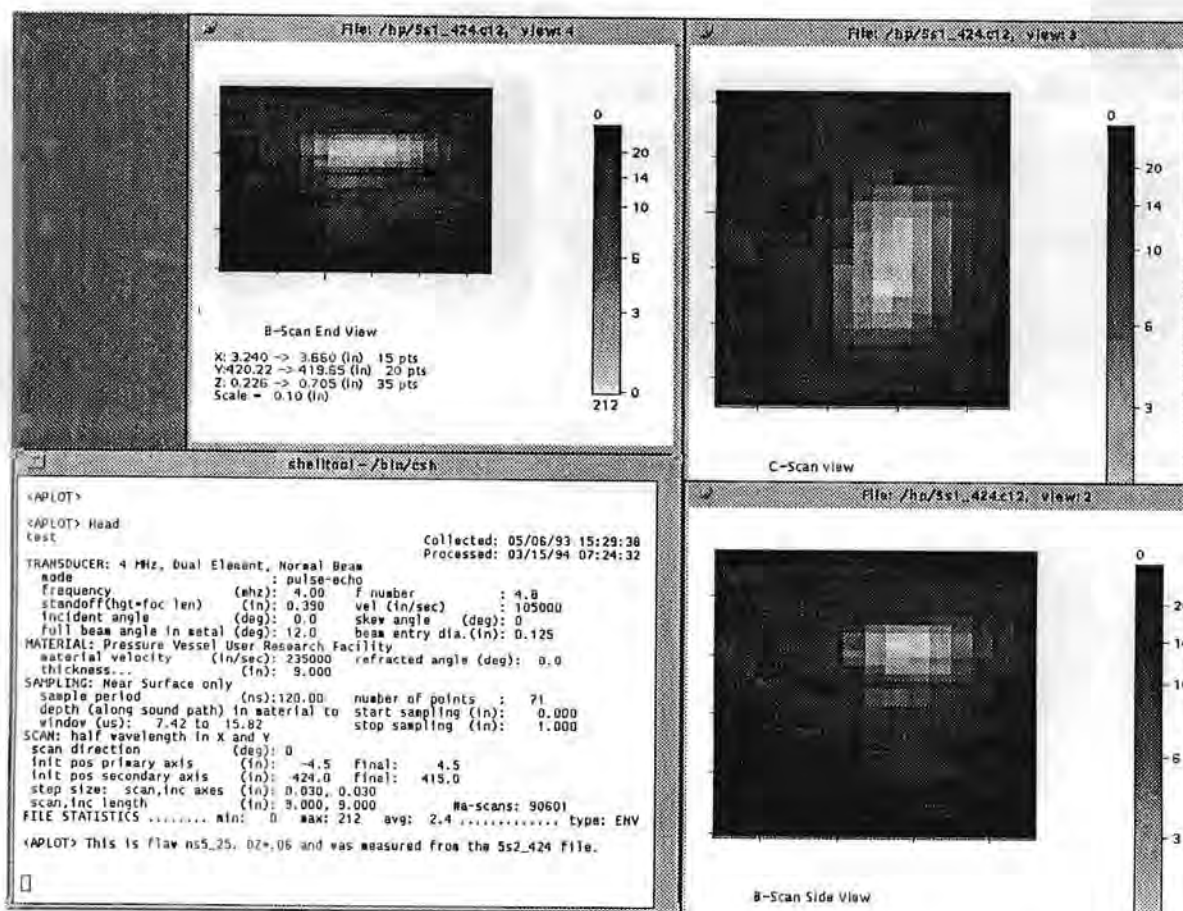 File: /hp/5s1_424.c12, view: 4
0
20
14
10
6
3
0
212
B-Scan End View
X: 3.240 -> 3.660 (in) 15 pts
Y: 420.22 -> 419.65 (in) 20 pts
Z: 0.226 -> 0.705 (in) 35 pts
Scale = 0.10 (in)
File: /hp/5s1_424.c12, view: 3
0
20
14
10
6
3
C-Scan view
shelltool - /bin/csh
<APLOT>
<APLOT> Head
test
Collected: 05/06/93 15:29:38
Processed: 03/15/94 07:24:32
TRANSDUCER: 4 MHz, Dual Element, Normal Beam
mode : pulse-echo
frequency (mhz): 4.00 f number : 4.8
standoff(hgt=foc len) (in): 0.390 vel (in/sec) : 105000
incident angle (deg): 0.0 skew angle (deg): 0
full beam angle in metal (deg): 12.0 beam entry dia.(in): 0.125
MATERIAL: Pressure Vessel User Research Facility
material velocity (in/sec): 235000 refracted angle (deg): 0.0
thickness... (in): 9.000
SAMPLING: Near Surface only
sample period (ns):120.00 number of points : 71
depth (along sound path) in material to start sampling (in): 0.000
window (us): 7.42 to 15.82 stop sampling (in): 1.000
SCAN: half wavelength in X and Y
scan direction (deg): 0
init pos primary axis (in): -4.5 final: 4.5
init pos secondary axis (in): 424.0 final: 415.0
step size: scan,inc axes (in): 0.030, 0.030
scan,inc length (in): 9.000, 9.000 #a-scans: 90601
FILE STATISTICS ........ min: 0 max: 212 avg: 2.4 ............. type: ENV
<APLOT> This is flaw ns5_25. DZ=.06 and was measured from the 5s2_424 file.
File: /hp/5s1_424.c12, view: 2
0
14
10
6
3
B-Scan Side View